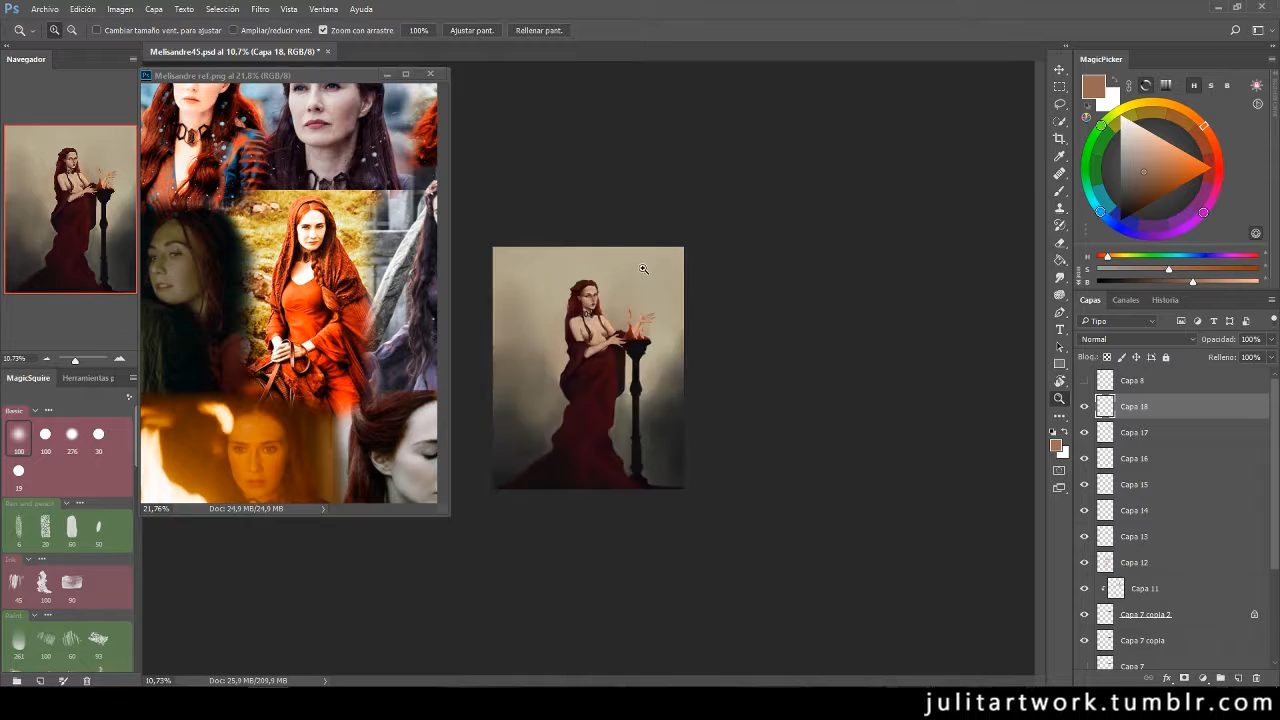 Ps Archivo Edición Imagen Capa Texto Selección Filtro Vista Ventana Ayuda
Cambiar tamaño vent. para ajustar Ampliar/reducir vent. Zoom con arrastre 100% Ajustar pant. Rellenar pant.
Navegador
10.73%
MagicSquire Herramientas p
Basic
100 100 276 30
19
Pen and pencil
6 20 60 50
Ink
45 100 90
Paint
261 100 60 93
Melisandre45.psd al 10,7% (Capa 18, RGB/8) *
Ps Melisandre ref.png al 21,8% (RGB/8)
21,76% Doc: 24,9 MB/24,9 MB
10,73% Doc: 25,9 MB/209,9 MB
MagicPicker
H S B
H
S
B
Capas Canales Historia
Tipo
Normal Opacidad: 100%
Bloq.: Relleno: 100%
Capa 8
Capa 18
Capa 17
Capa 16
Capa 15
Capa 14
Capa 13
Capa 12
Capa 11
Capa 7 copia 2
Capa 7 copia
Capa 7
fx
julitartwork.tumblr.com